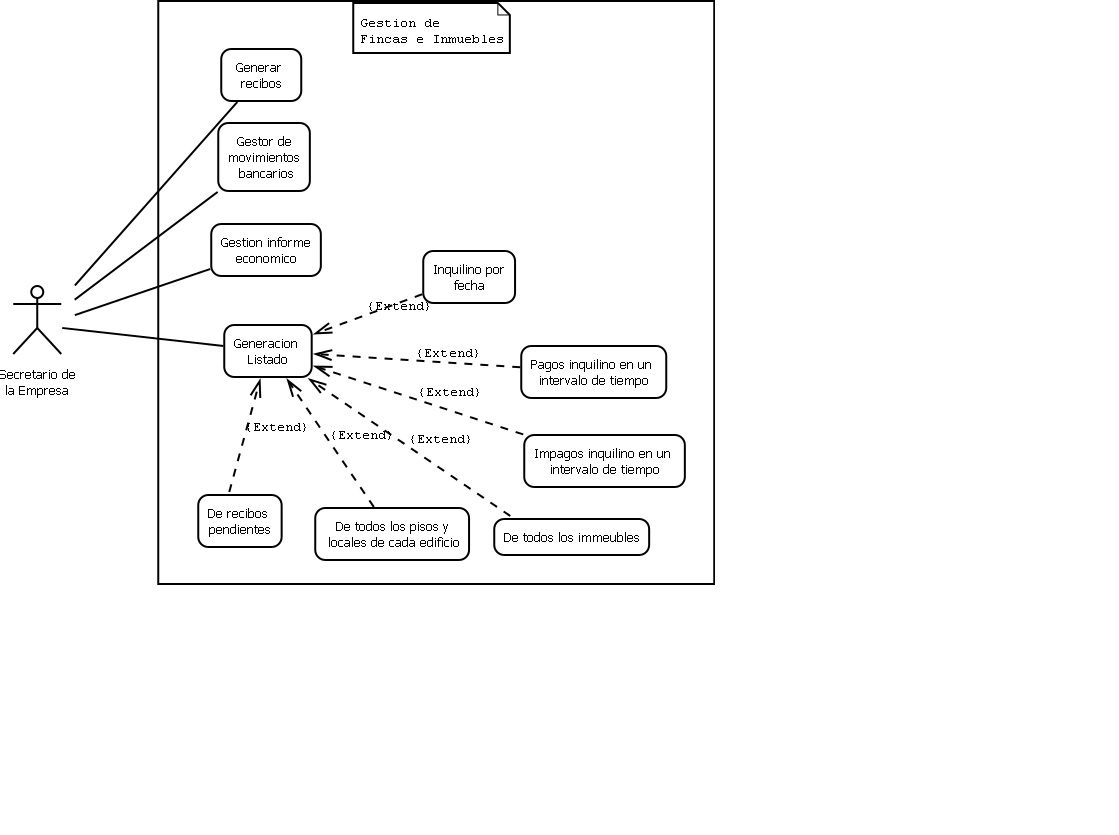 Gestion de
Fincas e Inmuebles
Generar
recibos
Gestor de
movimientos
bancarios
Gestion informe
economico
Inquilino por
fecha
{Extend}
Generacion
Listado
{Extend}
Pagos inquilino en un
intervalo de tiempo
Secretario de
la Empresa
{Extend}
{Extend}
{Extend}
{Extend}
Impagos inquilino en un
intervalo de tiempo
De recibos
pendientes
De todos los pisos y
locales de cada edificio
De todos los immeubles